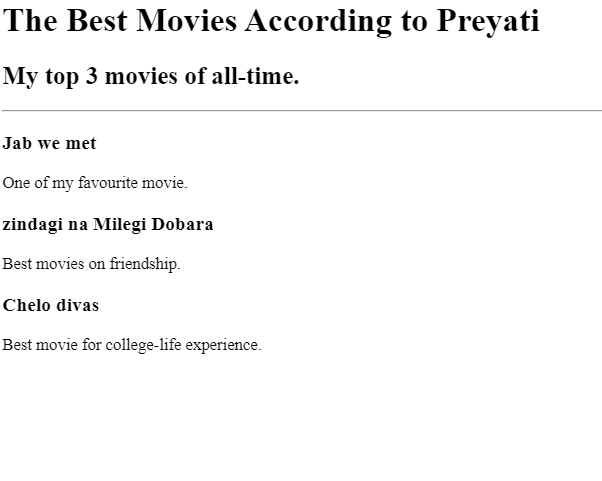 The Best Movies According to Preyati
My top 3 movies of all-time.
Jab we met
One of my favourite movie.
zindagi na Milegi Dobara
Best movies on friendship.
Chelo divas
Best movie for college-life experience.